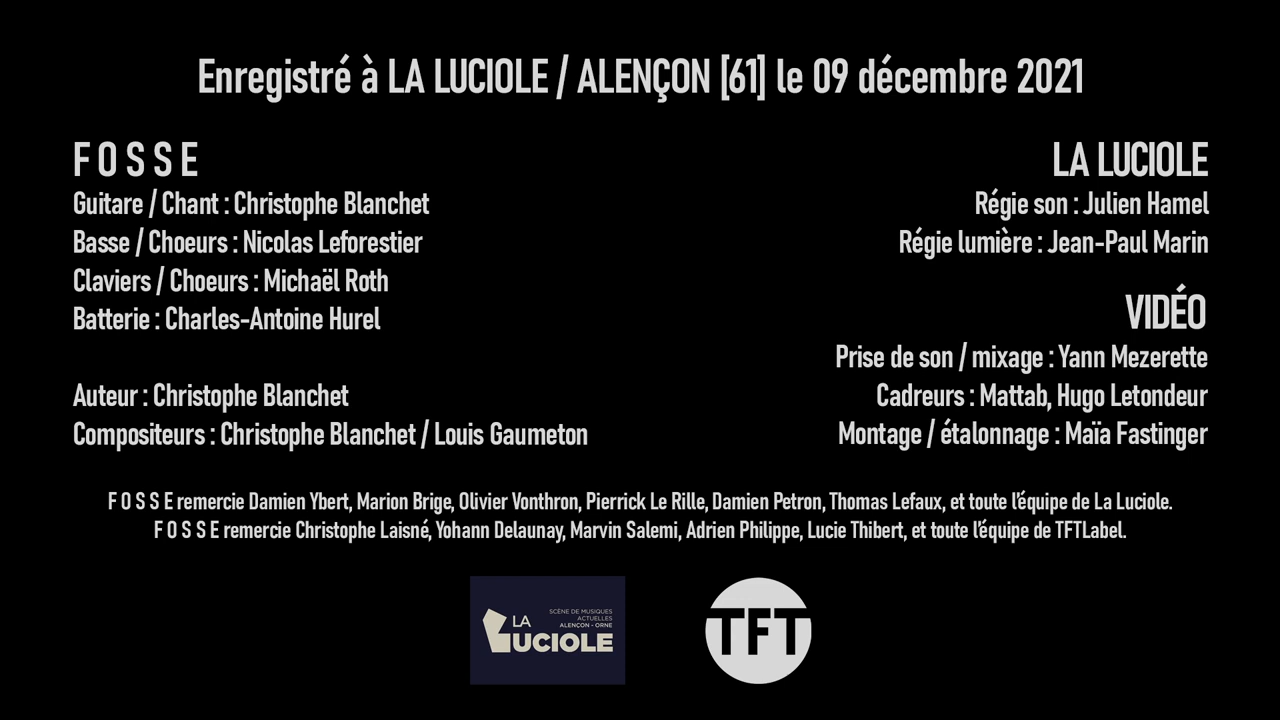 Enregistré à LA LUCIOLE / ALENÇON [61] le 09 décembre 2021
F O S S E
Guitare / Chant : Christophe Blanchet
Basse / Choeurs : Nicolas Leforestier
Claviers / Choeurs : Michaël Roth
Batterie : Charles-Antoine Hurel
Auteur : Christophe Blanchet
Compositeurs : Christophe Blanchet / Louis Gaumeton
LA LUCIOLE
Régie son : Julien Hamel
Régie lumière : Jean-Paul Marin
VIDÉO
Prise de son / mixage : Yann Mezerette
Cadreurs : Mattab, Hugo Letondeur
Montage / étalonnage : Maïa Fastinger
F O S S E remercie Damien Ybert, Marion Brige, Olivier Vonthron, Pierrick Le Rille, Damien Petron, Thomas Lefaux, et toute l'équipe de La Luciole.
F O S S E remercie Christophe Laisné, Yohann Delaunay, Marvin Salemi, Adrien Philippe, Lucie Thibert, et toute l'équipe de TFTLabel.
SCÈNE DE MUSIQUES
ACTUELLES
ALENÇON - ORNE
LA
LUCIOLE
TFT